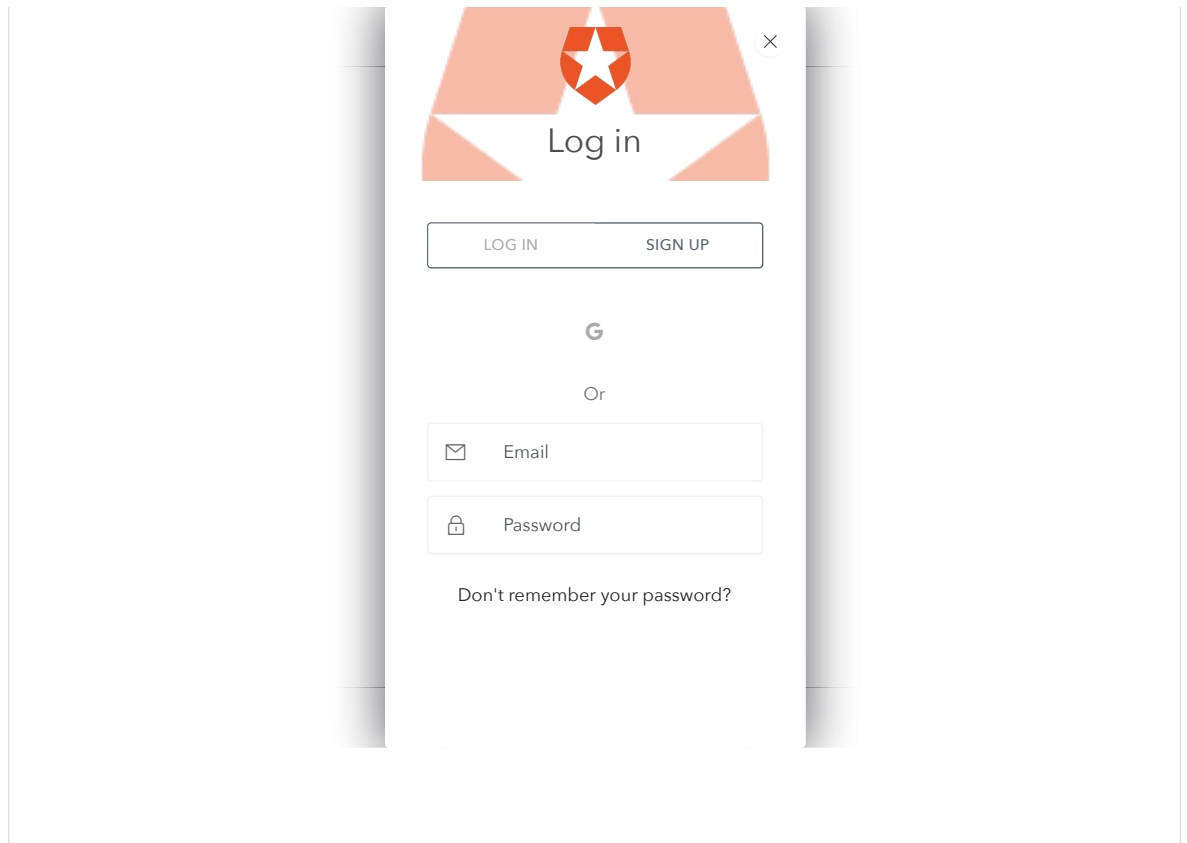 Log in
LOG IN SIGN UP
Or
Email
Password
Don't remember your password?